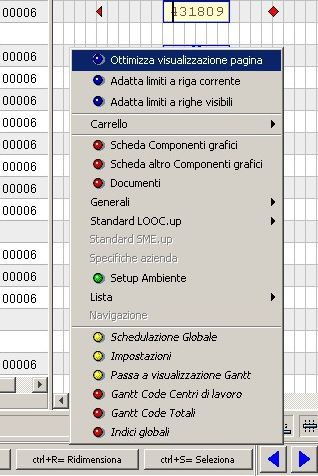 00006
431809
Ottimizza visualizzazione pagina
00006
Adatta limiti a riga corrente
00006
Adatta limiti a righe visibili
00006
Carrello
00006
Scheda Componenti grafici
00006
Scheda altro Componenti grafici
00006
Documenti
00006
Generali
00006
Standard LOOC.up
Standard SME.up
00006
Specifiche azienda
00006
Setup Ambiente
00006
Lista
Navigazione
Schedulazione Globale
Impostazioni
00006
Passa a visualizzazione Gantt
Gantt Code Centri di lavoro
Gantt Code Totali
Indici globali
ctrl+R= Ridimensiona
ctrl+S= Seleziona